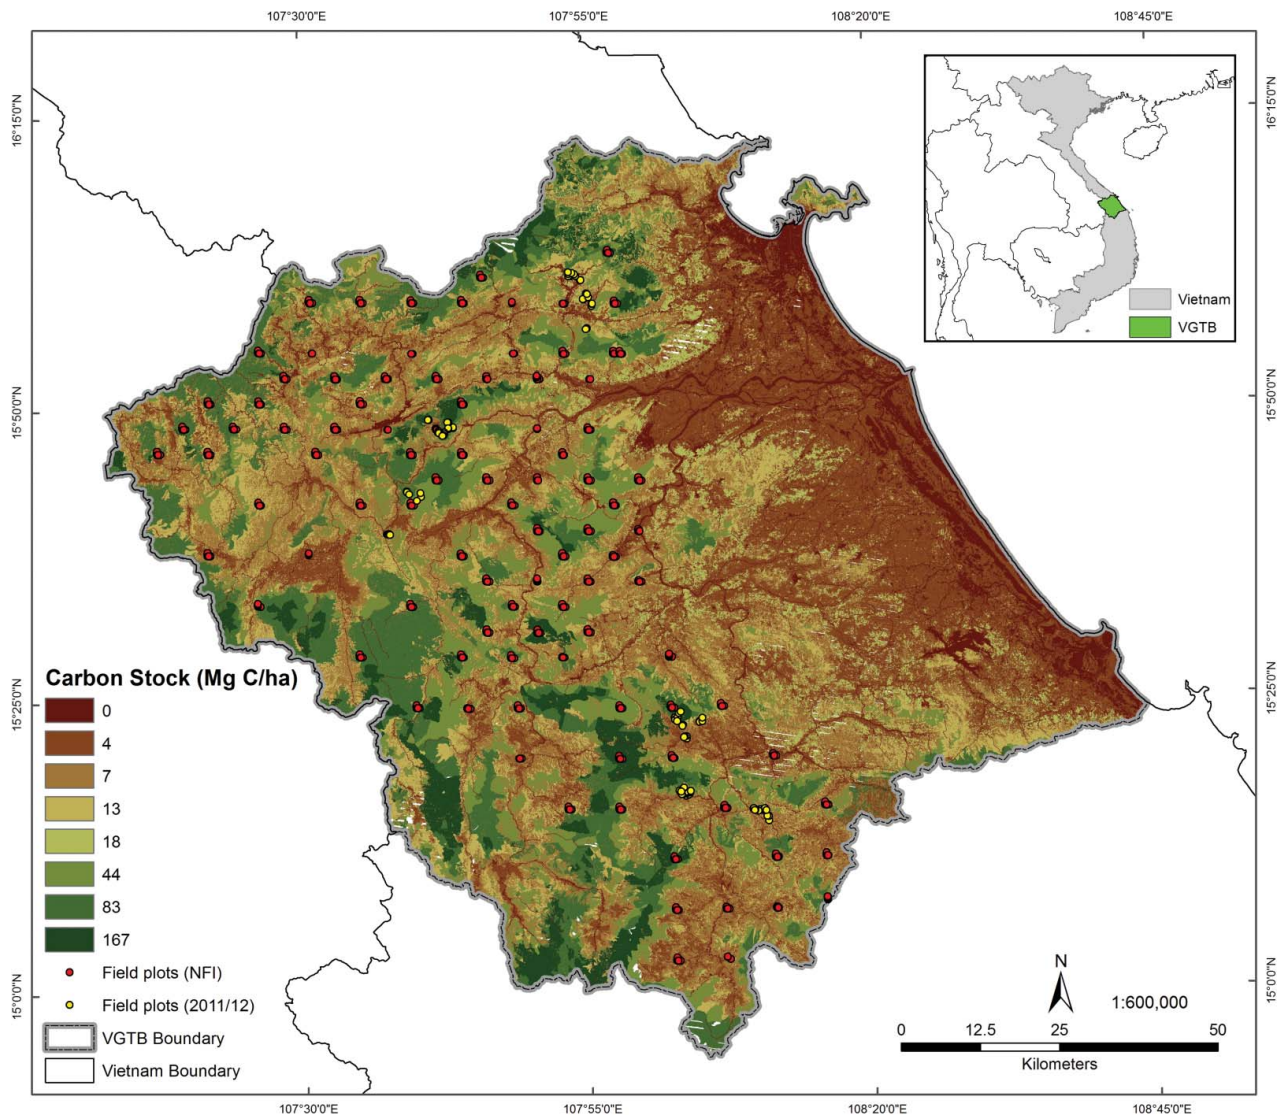 107°30'0"E
107°55'0"E
108°20'0"E
108°45'0"E
16°15'0"N
16°15'0"N
Vietnam
VGTB
15°50'0"N
15°50'0"N
Carbon Stock (Mg C/ha)
0
4
7
13
18
44
83
167
Field plots (NFI)
Field plots (2011/12)
VGTB Boundary
Vietnam Boundary
15°25'0"N
15°25'0"N
15°0'0"N
15°0'0"N
N
1:600,000
0 12.5 25 50
Kilometers
107°30'0"E
107°55'0"E
108°20'0"E
108°45'0"E